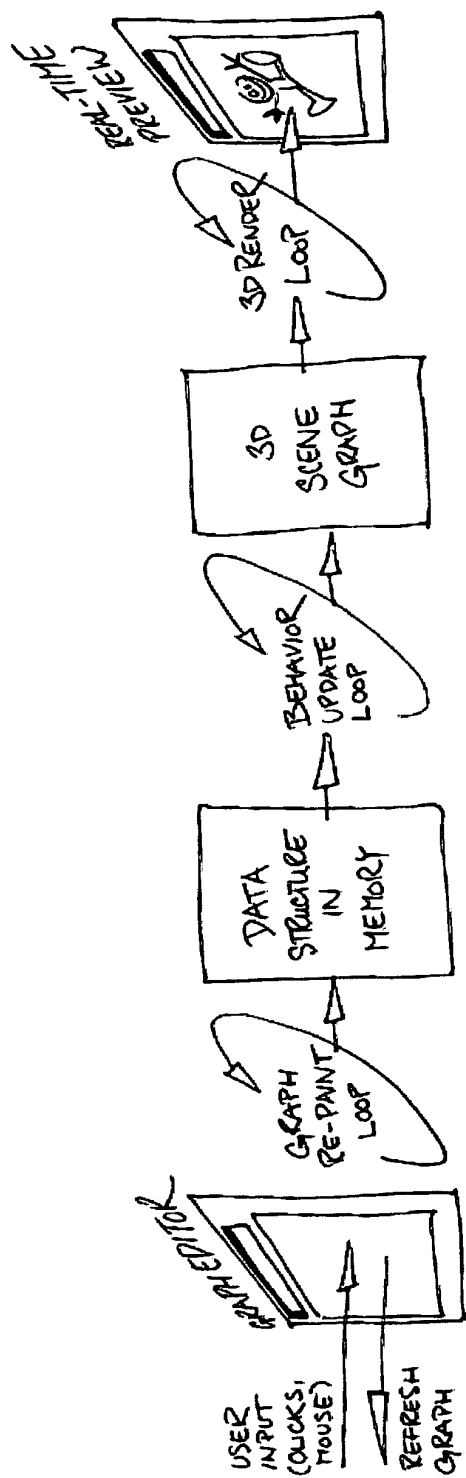 USER
INPUT
(CLICKS,
MOUSE)
REFRESH
GRAPH
GRAPH EDITOR
GRAPH
RE-PAINT
LOOP
DATA
STRUCTURE
IN
MEMORY
BEHAVIOR
UPDATE
LOOP
3D
SCENE
GRAPH
3D RENDER
LOOP
REAL-TIME
PREVIEW